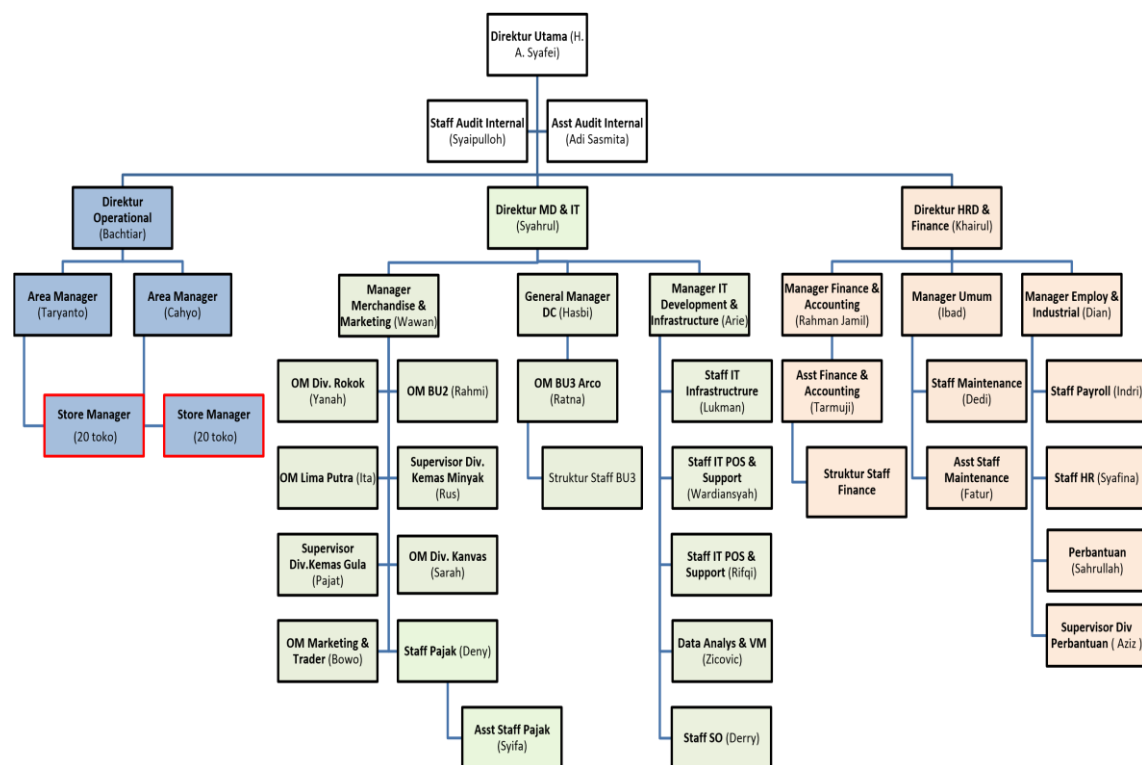 Direktur Utama (H.
A. Syafei)
Staff Audit Internal
(Syaipulloh)
Asst Audit Internal
(Adi Sasmita)
Direktur
Operational
(Bachtiar)
Direktur MD & IT
(Syahrul)
Direktur HRD &
Finance (Khairul)
Area Manager
(Taryanto)
Area Manager
(Cahyo)
Manager
Merchandise &
Marketing (Wawan)
General Manager
DC (Hasbi)
Manager IT
Development &
Infrastructure (Arie)
Manager Finance &
Accounting
(Rahman Jamil)
Manager Umum
(Ibad)
Manager Employ &
Industrial (Dian)
Store Manager
(20 toko)
Store Manager
(20 toko)
OM Div. Rokok
(Yanah)
OM BU2 (Rahmi)
OM BU3 Arco
(Ratna)
Staff IT
Infrastructrure
(Lukman)
Asst Finance &
Accounting
(Tarmuji)
Staff Maintenance
(Dedi)
Staff Payroll (Indri)
OM Lima Putra (Ita)
Supervisor Div.
Kemas Minyak
(Rus)
Struktur Staff BU3
Staff IT POS &
Support
(Wardiansyah)
Struktur Staff
Finance
Asst Staff
Maintenance
(Fatur)
Staff HR (Syafina)
Supervisor
Div.Kemas Gula
(Pajat)
OM Div. Kanvas
(Sarah)
Staff IT POS &
Support (Rifqi)
Perbantuan
(Sahrullah)
OM Marketing &
Trader (Bowo)
Staff Pajak (Deny)
Data Analys & VM
(Zicovic)
Supervisor Div
Perbantuan ( Aziz )
Asst Staff Pajak
(Syifa)
Staff SO (Derry)